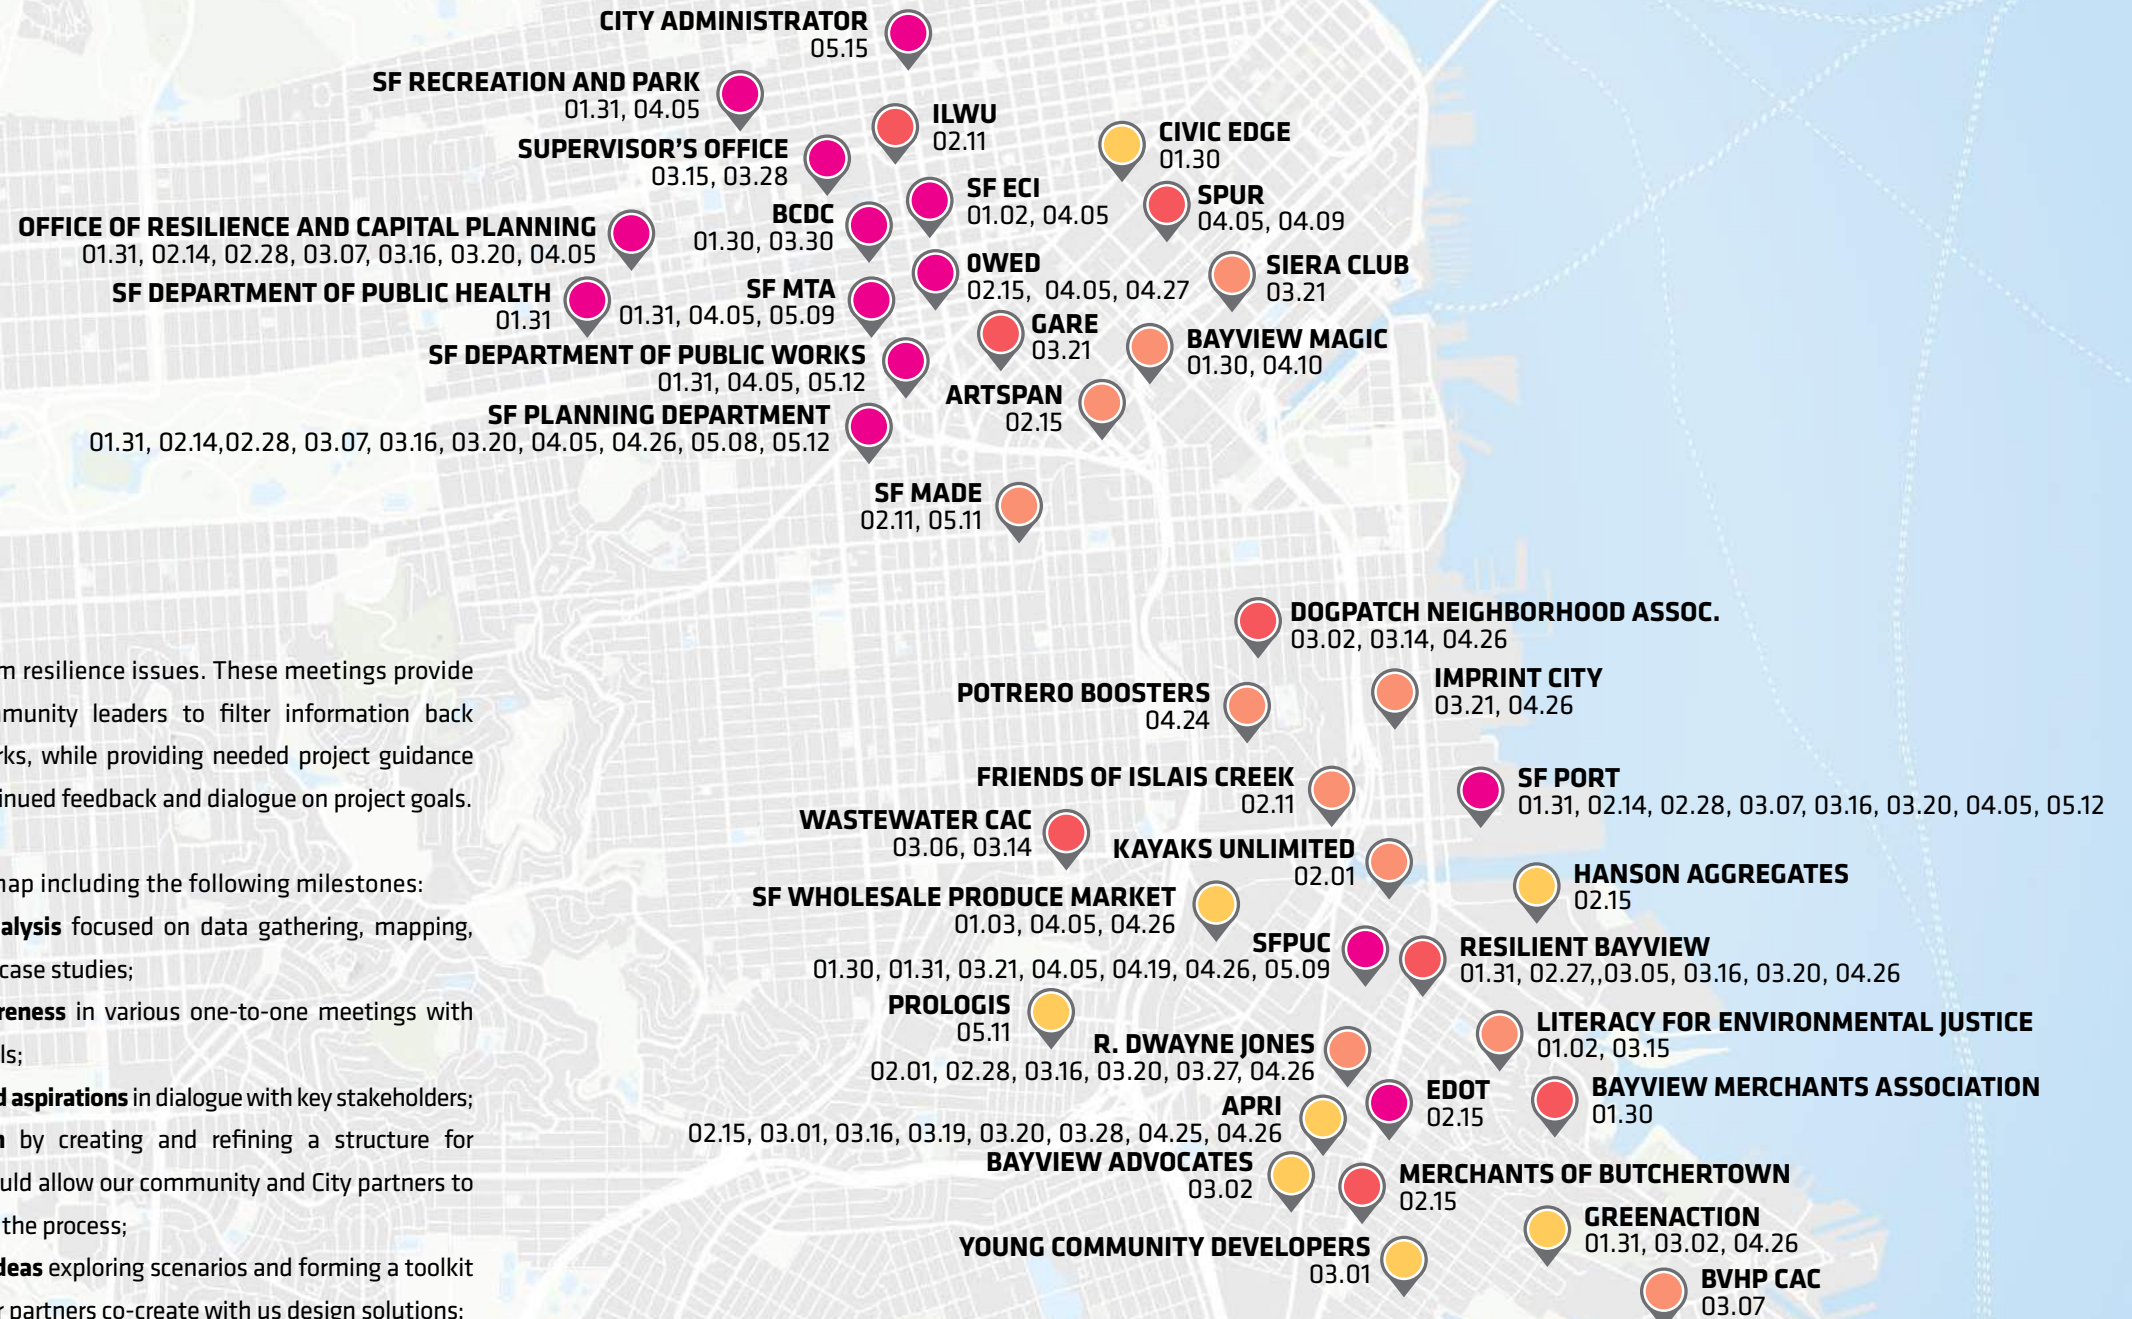 CITY ADMINISTRATOR
05.15
SF RECREATION AND PARK
01.31, 04.05
ILWU
02.11
CIVIC EDGE
01.30
SUPERVISOR'S OFFICE
03.15, 03.28
SF ECI
01.02, 04.05
SPUR
04.05, 04.09
BCDC
01.30, 03.30
OFFICE OF RESILIENCE AND CAPITAL PLANNING
01.31, 02.14, 02.28, 03.07, 03.16, 03.20, 04.05
OWED
02.15, 04.05, 04.27
SIERA CLUB
03.21
SF DEPARTMENT OF PUBLIC HEALTH
01.31
SF MTA
01.31, 04.05, 05.09
GARE
03.21
BAYVIEW MAGIC
01.30, 04.10
SF DEPARTMENT OF PUBLIC WORKS
01.31, 04.05, 05.12
ARTSPAN
02.15
SF PLANNING DEPARTMENT
01.31, 02.14,02.28, 03.07, 03.16, 03.20, 04.05, 04.26, 05.08, 05.12
SF MADE
02.11, 05.11
DOGPATCH NEIGHBORHOOD ASSOC.
03.02, 03.14, 04.26
IMPRINT CITY
03.21, 04.26
POTRERO BOOSTERS
04.24
FRIENDS OF ISLAIS CREEK
02.11
SF PORT
01.31, 02.14, 02.28, 03.07, 03.16, 03.20, 04.05, 05.12
WASTEWATER CAC
03.06, 03.14
KAYAKS UNLIMITED
02.01
HANSON AGGREGATES
02.15
SF WHOLESALE PRODUCE MARKET
01.03, 04.05, 04.26
SFPUC
01.30, 01.31, 03.21, 04.05, 04.19, 04.26, 05.09
RESILIENT BAYVIEW
01.31, 02.27,,03.05, 03.16, 03.20, 04.26
PROLOGIS
05.11
LITERACY FOR ENVIRONMENTAL JUSTICE
01.02, 03.15
R. DWAYNE JONES
02.01, 02.28, 03.16, 03.20, 03.27, 04.26
EDOT
02.15
BAYVIEW MERCHANTS ASSOCIATION
01.30
APRI
02.15, 03.01, 03.16, 03.19, 03.20, 03.28, 04.25, 04.26
BAYVIEW ADVOCATES
03.02
MERCHANTS OF BUTCHERTOWN
02.15
GREENACTION
01.31, 03.02, 04.26
YOUNG COMMUNITY DEVELOPERS
03.01
BVHP CAC
03.07
resilience issues. These meetings provide
leaders to filter information back
while providing needed project guidance
feedback and dialogue on project goals.
including the following milestones:
focused on data gathering, mapping,
case studies;
in various one-to-one meetings with
aspirations in dialogue with key stakeholders;
by creating and refining a structure for
allow our community and City partners to
the process;
exploring scenarios and forming a toolkit
partners co-create with us design solutions;